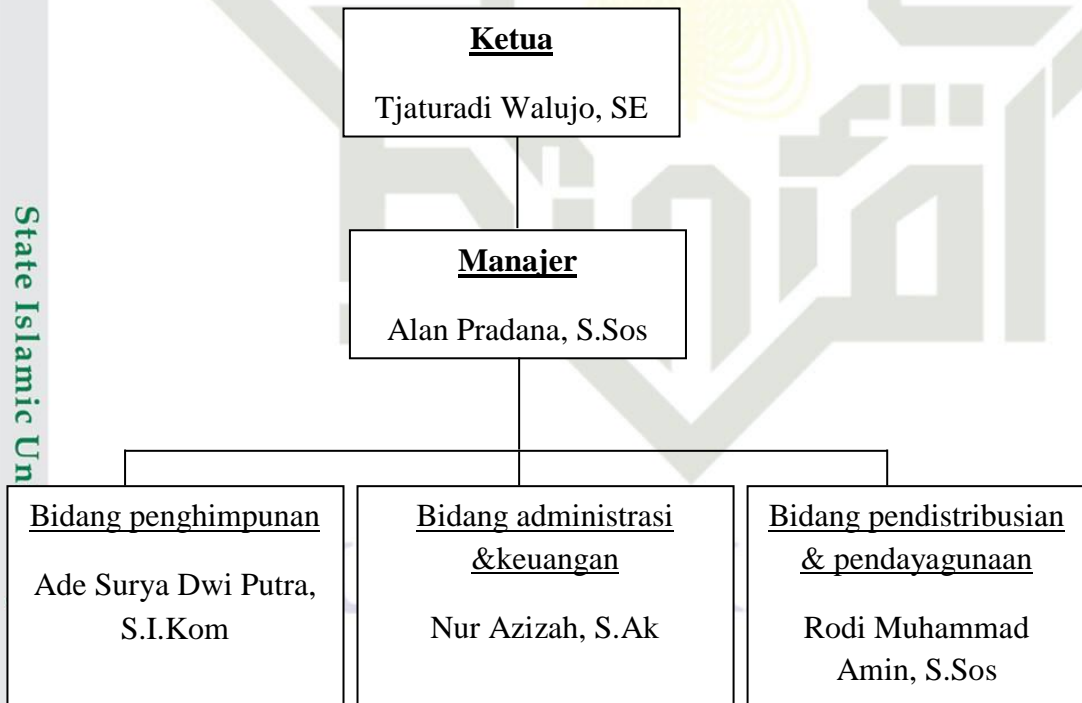 Ketua
Tjaturadi Walujo, SE
Manajer
Alan Pradana, S.Sos
Bidang penghimpunan
Ade Surya Dwi Putra,
S.I.Kom
Bidang administrasi
&keuangan
Nur Azizah, S.Ak
Bidang pendistribusian
& pendayagunaan
Rodi Muhammad
Amin, S.Sos
State Islamic Un